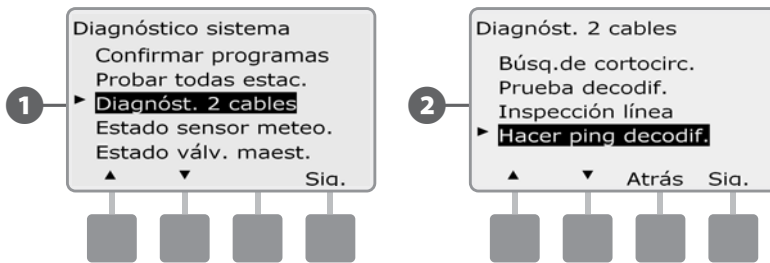 1
Diagnóstico sistema
Confirmar programas
Probar todas estac.
Diagnóst. 2 cables
Estado sensor meteo.
Estado válv. maest.
Sig.
2
Diagnóst. 2 cables
Búsq.de cortocirc.
Prueba decodif.
Inspección línea
Hacer ping decodif.
Atrás Sig.